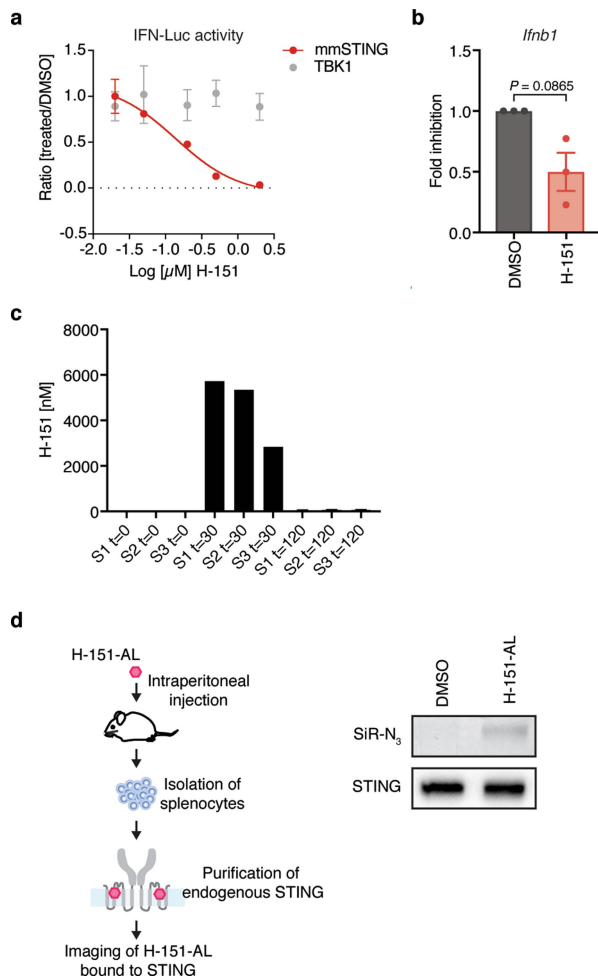 a
IFN-Luc activity
mmSTING
TBK1
Ratio [treated/DMSO]
1.5
1.0
0.5
0.0
-0.5
-2.0 -1.5 -1.0 -0.5 0.0 0.5
Log [µM] H-151
b
Ifnb1
P = 0.0865
Fold inhibition
1.5
1.0
0.5
0.0
DMSO
H-151
c
H-151 [nM]
8000
6000
4000
2000
0
S1 t=0
S2 t=0
S3 t=0
S1 t=30
S2 t=30
S3 t=30
S1 t=120
S2 t=120
S3 t=120
d
H-151-AL
Intraperitoneal
injection
Isolation of
splenocytes
Purification of
endogenous STING
Imaging of H-151-AL
bound to STING
DMSO
H-151-AL
SiR-N3
STING